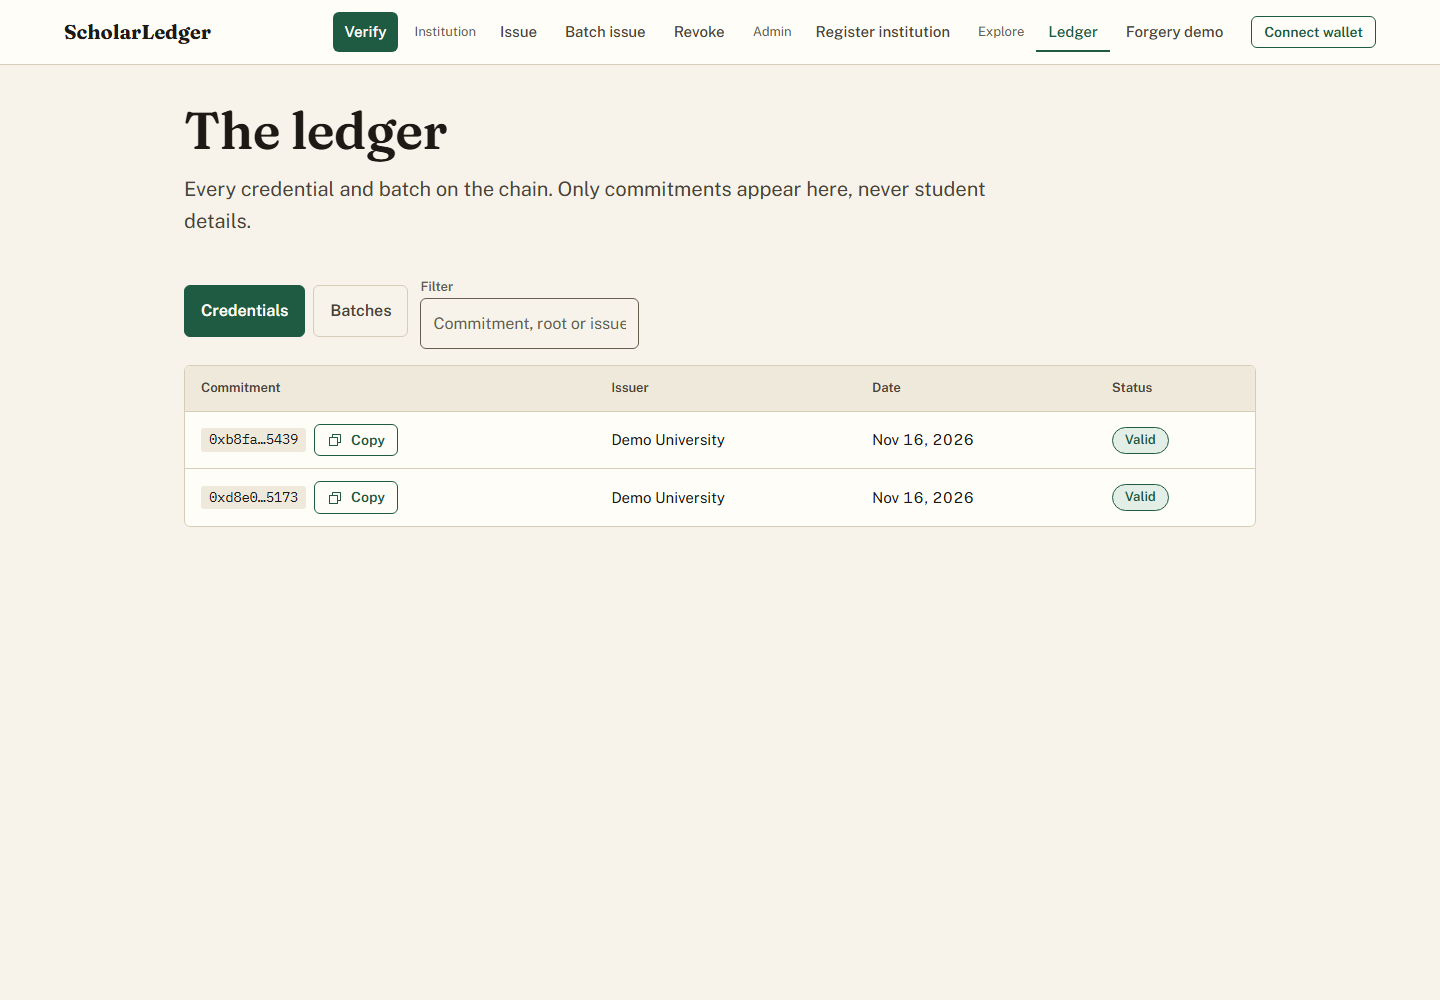 ScholarLedger
Verify Institution Issue Batch issue Revoke Admin Register institution Explore Ledger Forgery demo Connect wallet
The ledger
Every credential and batch on the chain. Only commitments appear here, never student
details.
Credentials Batches
Filter
Commitment, root or issue
Commitment Issuer Date Status
0xb8fa…5439 Copy Demo University Nov 16, 2026 Valid
0xd8e0…5173 Copy Demo University Nov 16, 2026 Valid